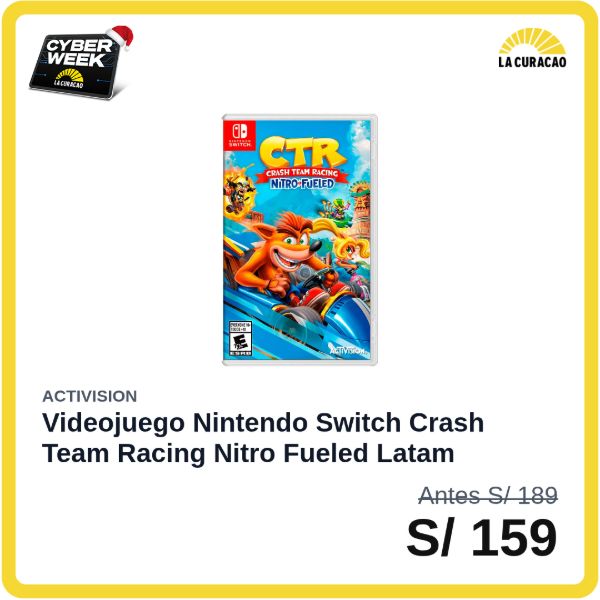 CYBER
WEEK
LA CURACAO
LA CURACAO
NINTENDO
SWITCH
CTR
CRASH TEAM RACING
NITRO-FUELED
E
ESRB
ACTIVISION
ACTIVISION
Videojuego Nintendo Switch Crash
Team Racing Nitro Fueled Latam
Antes S/ 189
S/ 159